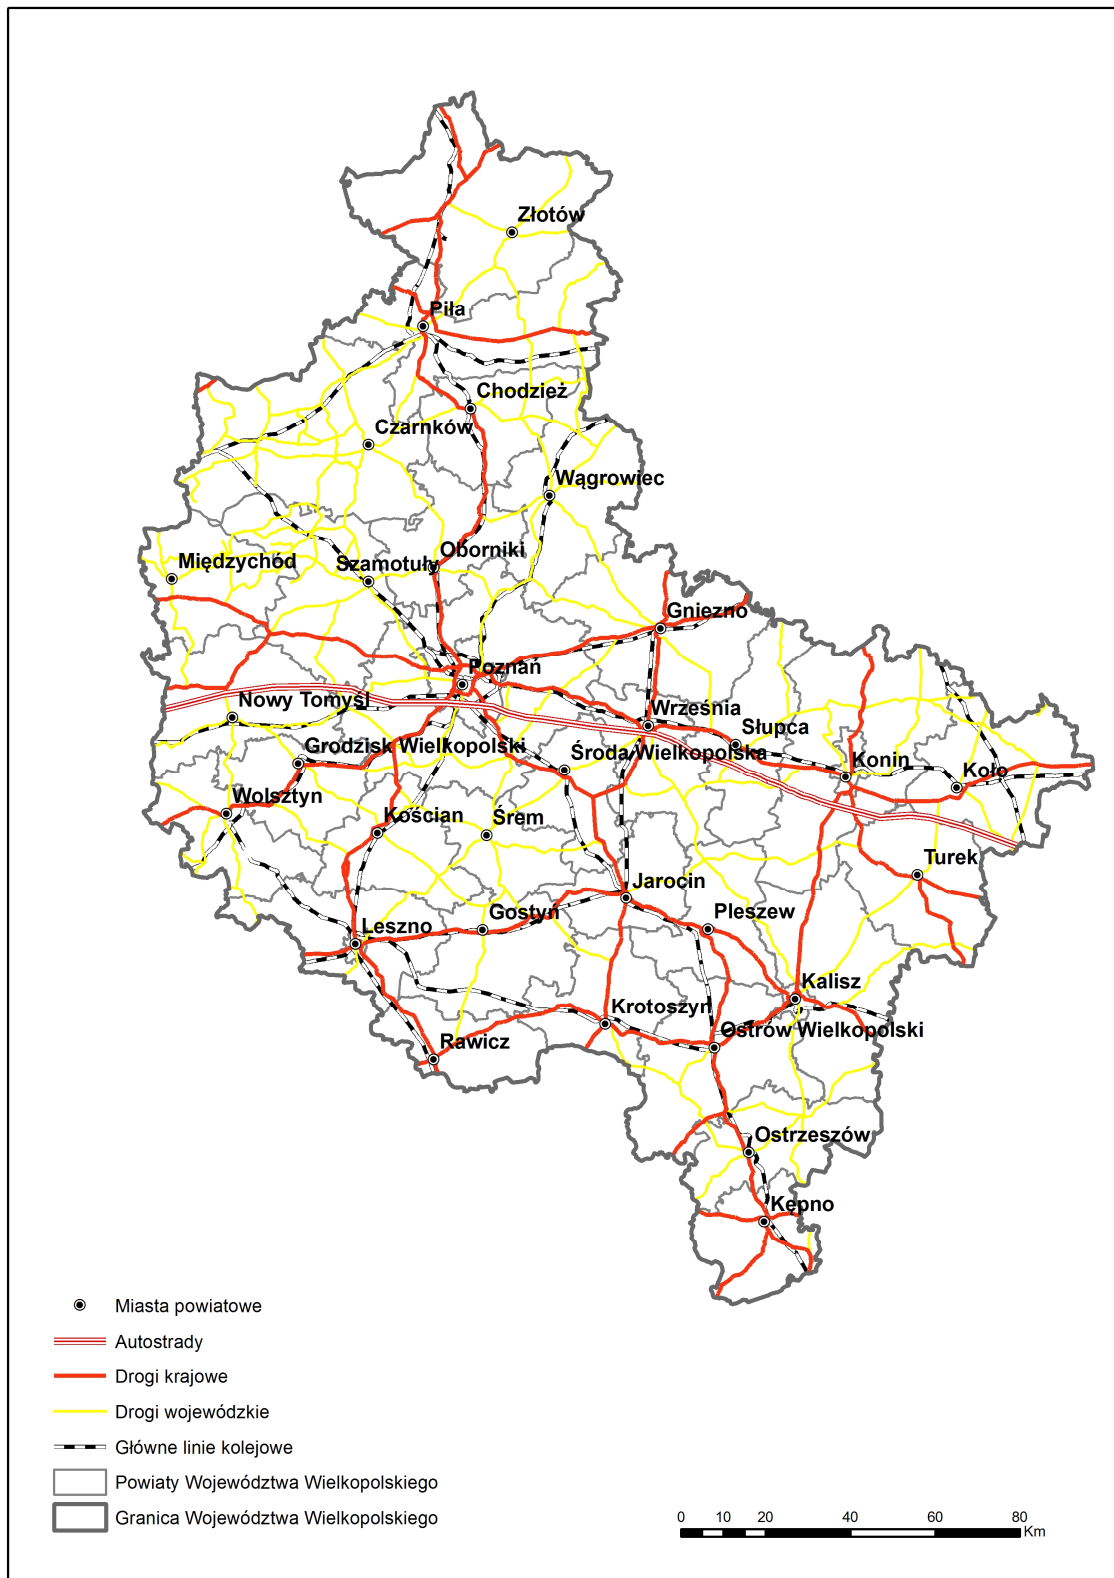 Złotów
Piła
Chodzież
Czarnków
Wągrowiec
Oborniki
Międzychód
Szamotuły
Gniezno
Poznań
Nowy Tomyśl
Września
Słupca
Grodzisk Wielkopolski
Środa Wielkopolska
Konin
Koło
Wolsztyn
Kościan
Śrem
Turek
Jarocin
Pleszew
Gostyń
Leszno
Kalisz
Krotoszyn
Ostrów Wielkopolski
Rawicz
Ostrzeszów
Kępno
Miasta powiatowe
Autostrady
Drogi krajowe
Drogi wojewódzkie
Główne linie kolejowe
Powiaty Województwa Wielkopolskiego
Granica Województwa Wielkopolskiego
0 10 20 40 60 80
Km